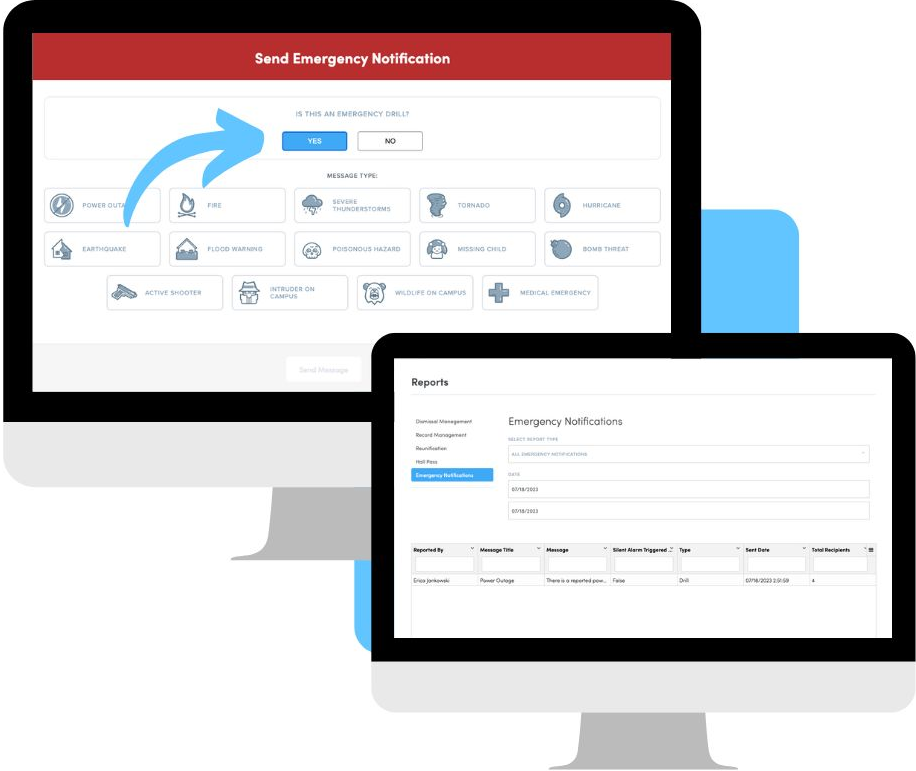 Send Emergency Notification
IS THIS AN EMERGENCY DRILL?
YES
NO
MESSAGE TYPE:
POWER OUTA
FIRE
SEVERE
THUNDERSTORMS
TORNADO
HURRICANE
EARTHQUAKE
FLOOD WARNING
POISONOUS HAZARD
MISSING CHILD
BOMB THREAT
ACTIVE SHOOTER
INTRUDER ON
CAMPUS
WILDLIFE ON CAMPUS
MEDICAL EMERGENCY
Send Message
Reports
Dismissal Management
Record Management
Reunification
Hall Pass
Emergency Notifications
Emergency Notifications
SELECT REPORT TYPE
ALL EMERGENCY NOTIFICATIONS
DATE
07/18/2023
07/18/2023
Reported By Message Title Message Silent Alarm Triggered ... Type Sent Date Total Recipients
Erica Jankowski Power Outage There is a reported pow... False Drill 07/18/2023 2:51:59 4